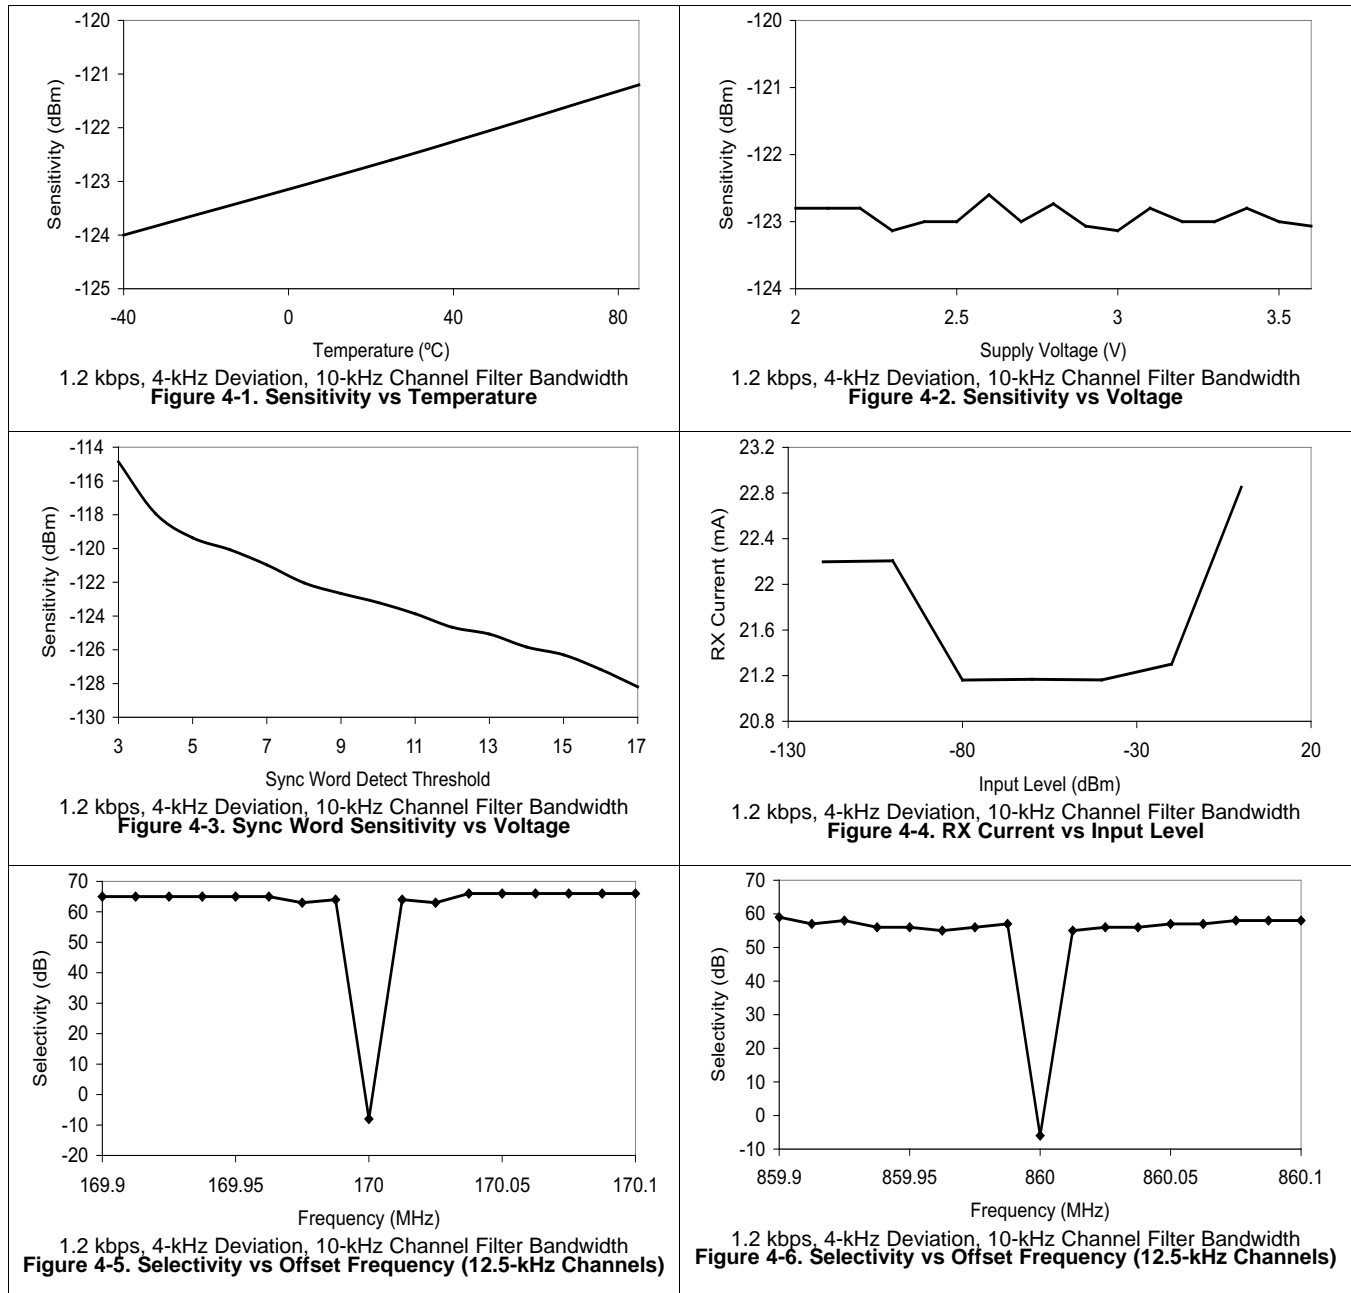 -120
-121
-122
-123
-124
-125
Sensitivity (dBm)
-40 0 40 80
Temperature (ºC)
1.2 kbps, 4-kHz Deviation, 10-kHz Channel Filter Bandwidth
Figure 4-1. Sensitivity vs Temperature
-120
-121
-122
-123
-124
Sensitivity (dBm)
2 2.5 3 3.5
Supply Voltage (V)
1.2 kbps, 4-kHz Deviation, 10-kHz Channel Filter Bandwidth
Figure 4-2. Sensitivity vs Voltage
-114
-116
-118
-120
-122
-124
-126
-128
-130
Sensitivity (dBm)
3 5 7 9 11 13 15 17
Sync Word Detect Threshold
1.2 kbps, 4-kHz Deviation, 10-kHz Channel Filter Bandwidth
Figure 4-3. Sync Word Sensitivity vs Voltage
23.2
22.8
22.4
22
21.6
21.2
20.8
RX Current (mA)
-130 -80 -30 20
Input Level (dBm)
1.2 kbps, 4-kHz Deviation, 10-kHz Channel Filter Bandwidth
Figure 4-4. RX Current vs Input Level
70
60
50
40
30
20
10
0
-10
-20
Selectivity (dB)
169.9 169.95 170 170.05 170.1
Frequency (MHz)
1.2 kbps, 4-kHz Deviation, 10-kHz Channel Filter Bandwidth
Figure 4-5. Selectivity vs Offset Frequency (12.5-kHz Channels)
70
60
50
40
30
20
10
0
-10
Selectivity (dB)
859.9 859.95 860 860.05 860.1
Frequency (MHz)
1.2 kbps, 4-kHz Deviation, 10-kHz Channel Filter Bandwidth
Figure 4-6. Selectivity vs Offset Frequency (12.5-kHz Channels)